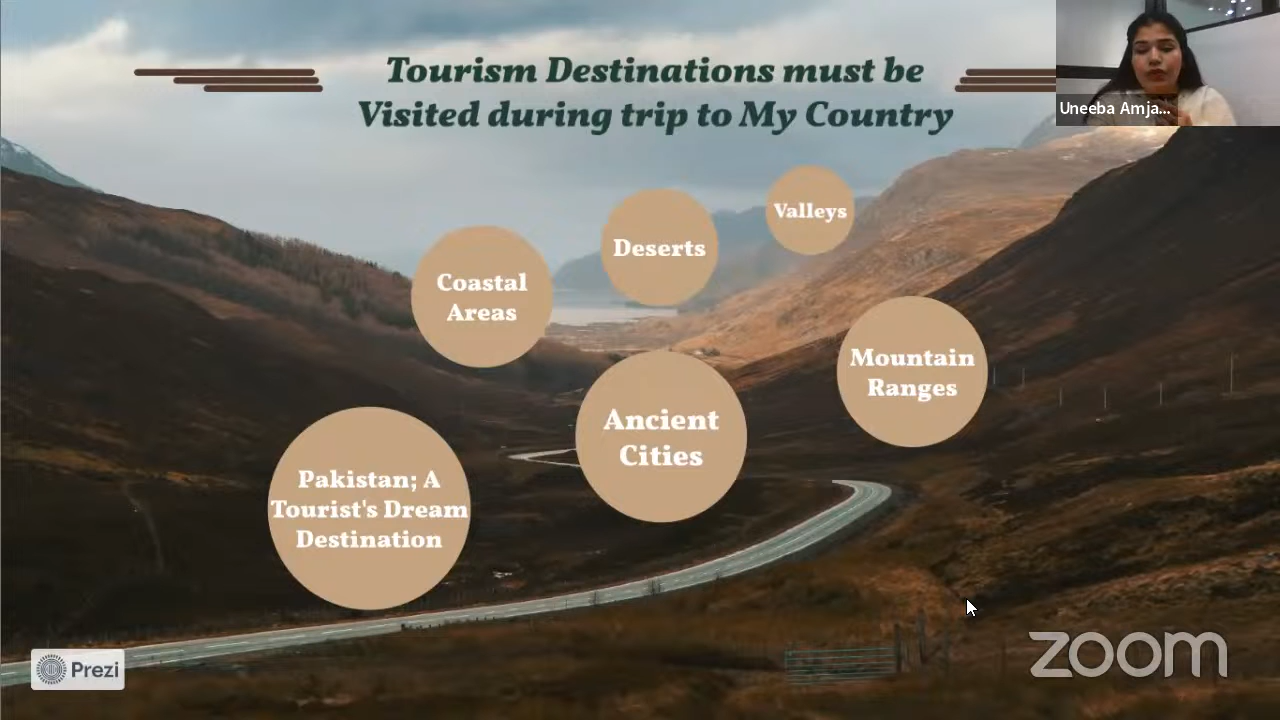 Tourism Destinations must be
Visited during trip to My Country
Uneeba Amja...
Valleys
Deserts
Coastal
Areas
Mountain
Ranges
Ancient
Cities
Pakistan; A
Tourist's Dream
Destination
Prezi
zoom